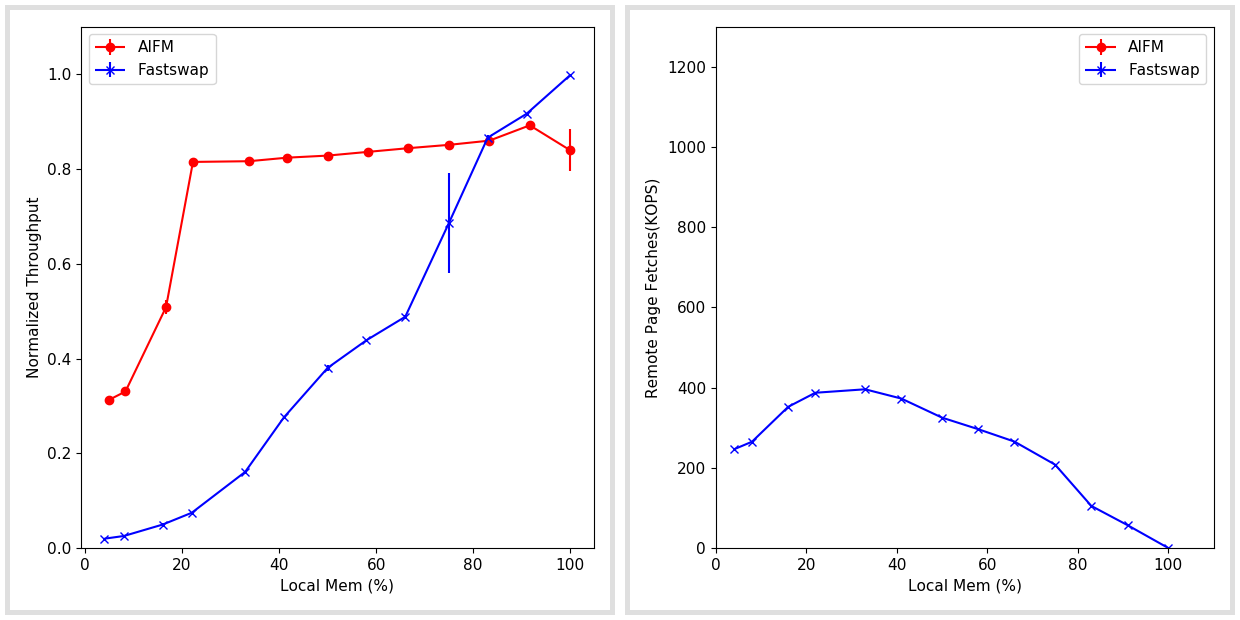 AIFM
Fastswap
1.0
0.8
0.6
0.4
0.2
0.0
Normalized Throughput
0 20 40 60 80 100
Local Mem (%)
AIFM
Fastswap
1200
1000
800
600
400
200
0
Remote Page Fetches(KOPS)
0 20 40 60 80 100
Local Mem (%)